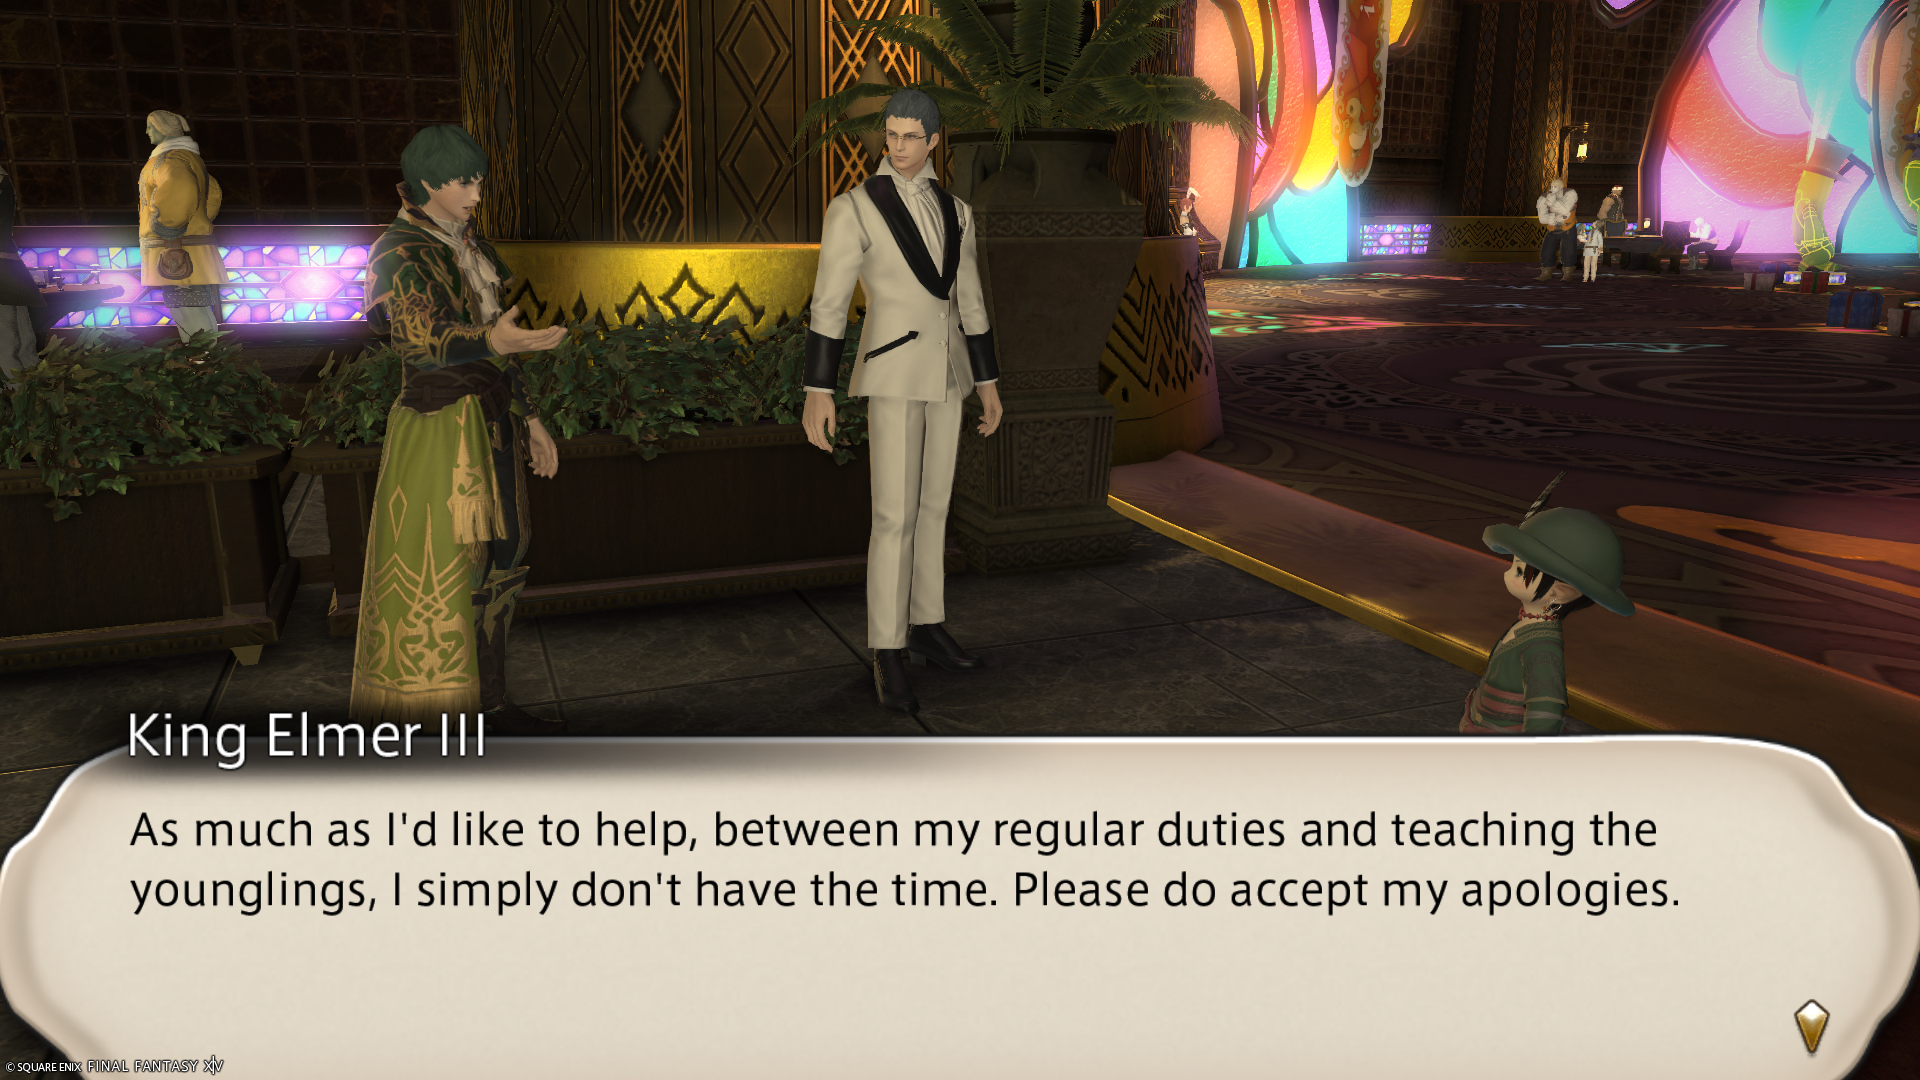 King Elmer III
As much as I'd like to help, between my regular duties and teaching the
younglings, I simply don't have the time. Please do accept my apologies.
© SQUARE ENIX FINAL FANTASY XIV